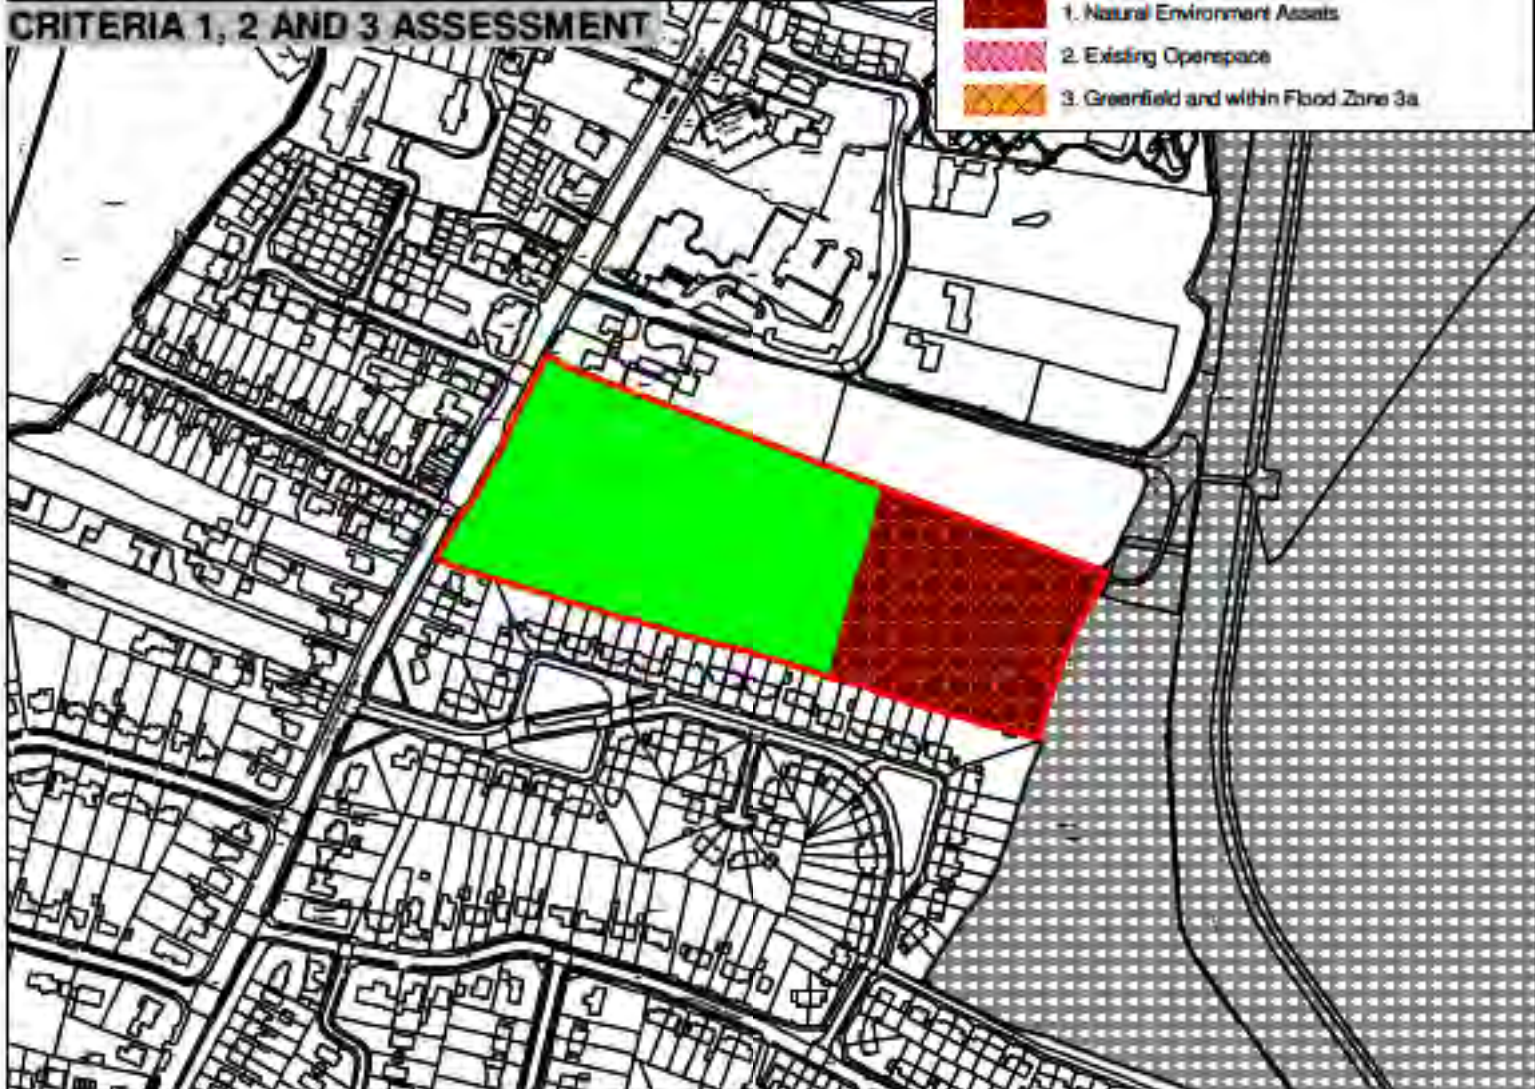 CRITERIA 1, 2 AND 3 ASSESSMENT
1. Natural Environment Assets
2. Existing Openspace
3. Greenfield and within Flood Zone 3a